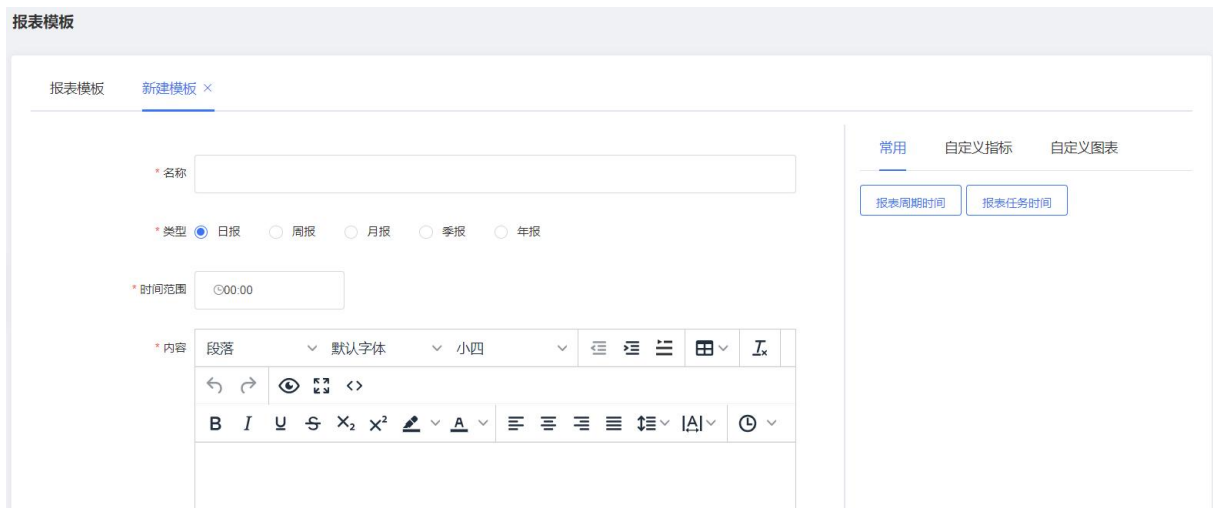 报表模板
报表模板 新建模板 ×
常用 自定义指标 自定义图表
* 名称
报表周期时间 报表任务时间
* 类型 日报 周报 月报 季报 年报
* 时间范围 00:00
* 内容 段落 默认字体 小四